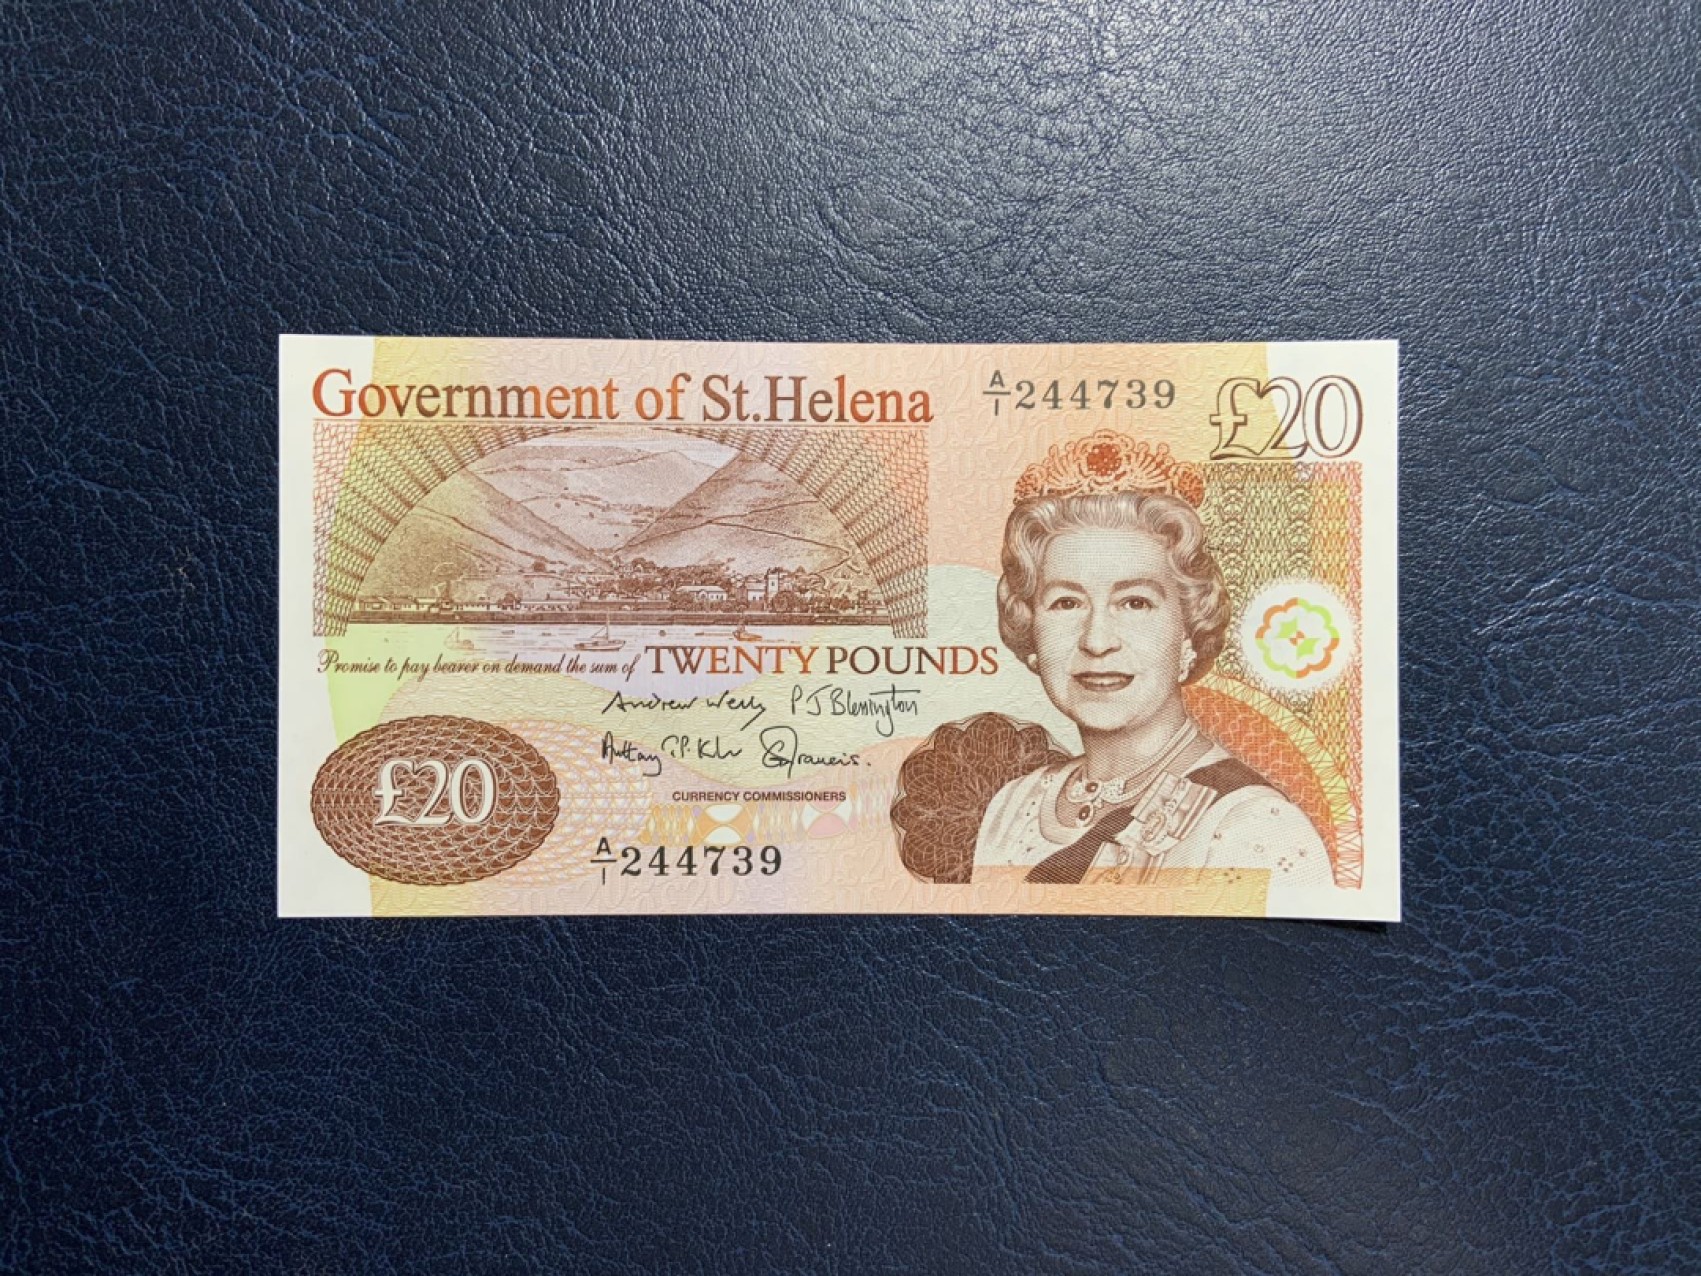 Government of St.Helena
A/1 244739
£20
Promise to pay bearer on demand the sum of TWENTY POUNDS
P J Blessington
CURRENCY COMMISSIONERS
£20
A/1 244739